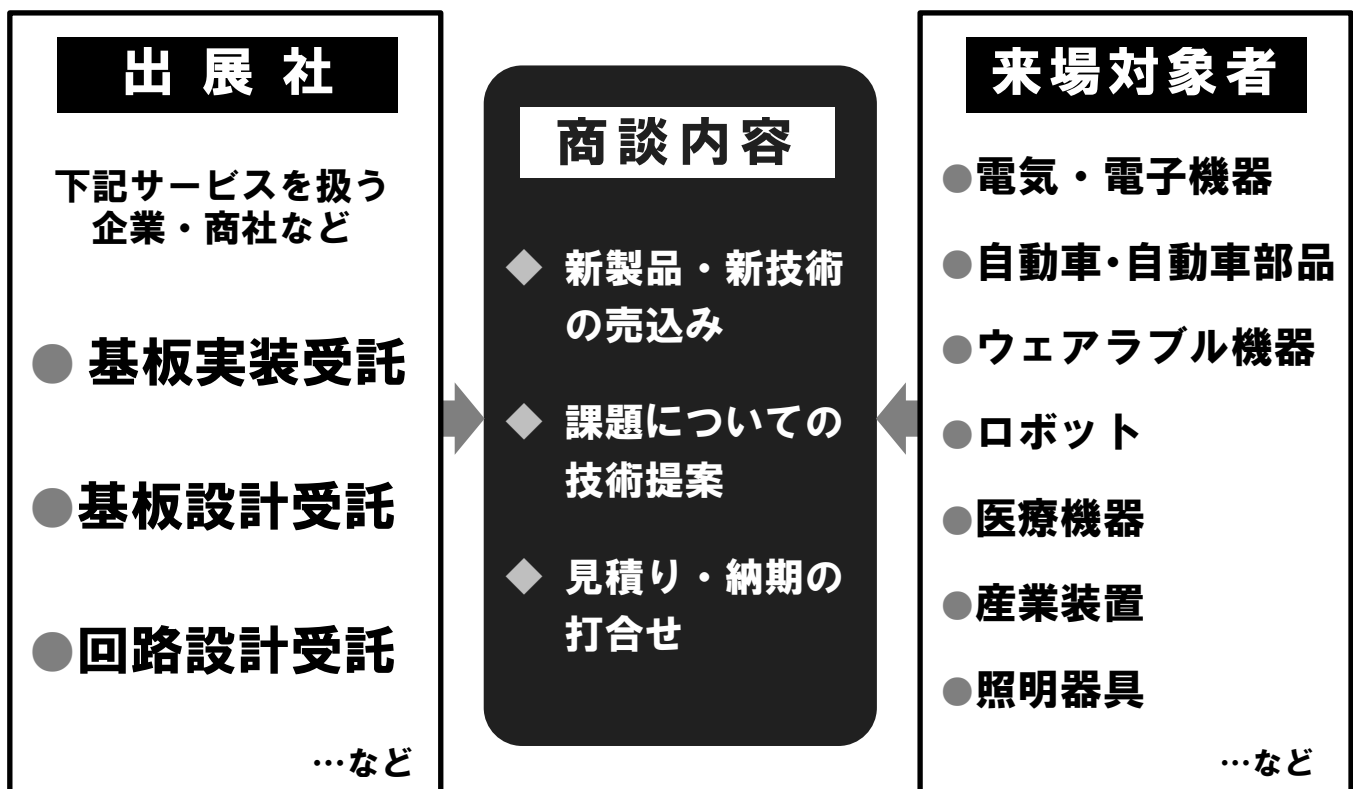 出展社
下記サービスを扱う
企業・商社など
● 基板実装受託
●基板設計受託
●回路設計受託
…など
商談内容
◆ 新製品・新技術
の売込み
◆ 課題についての
技術提案
◆ 見積り・納期の
打合せ
来場対象者
●電気・電子機器
●自動車･自動車部品
●ウェアラブル機器
●ロボット
●医療機器
●産業装置
●照明器具
…など